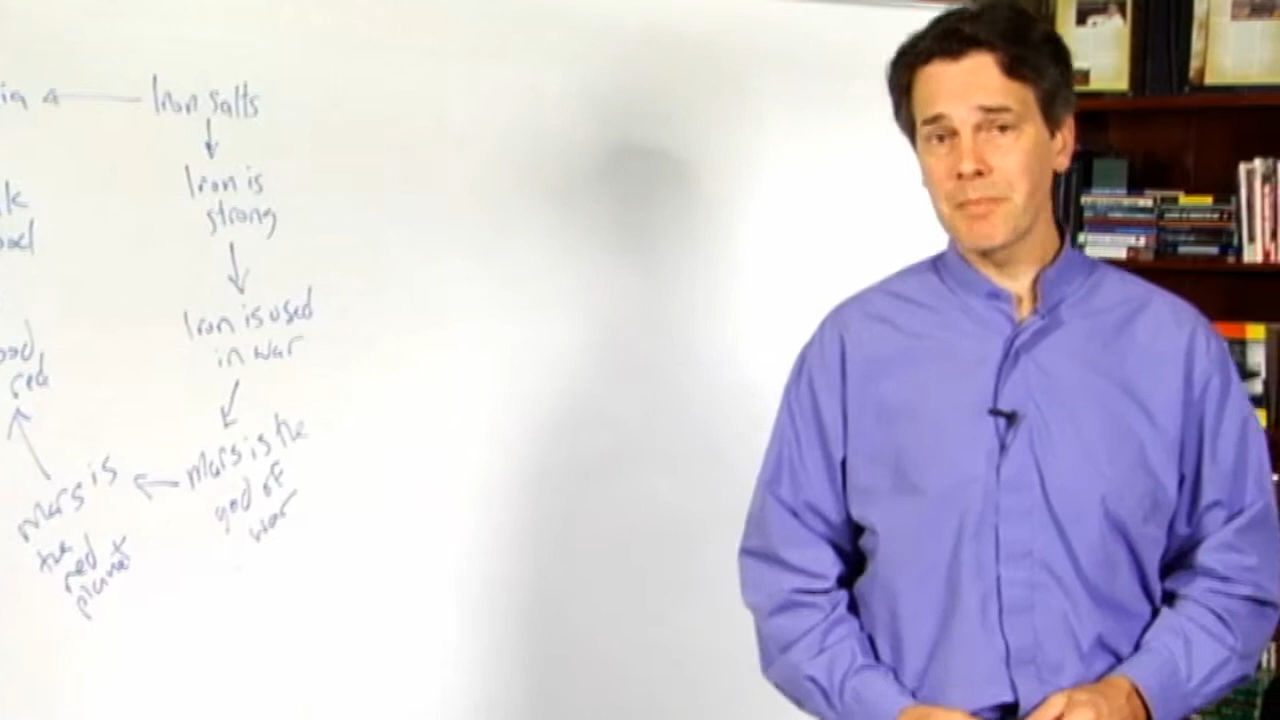 Iron salts
Iron is
strong
Iron is used
in war
Mars is the
god of
war
Mars is
the
red
planet
red